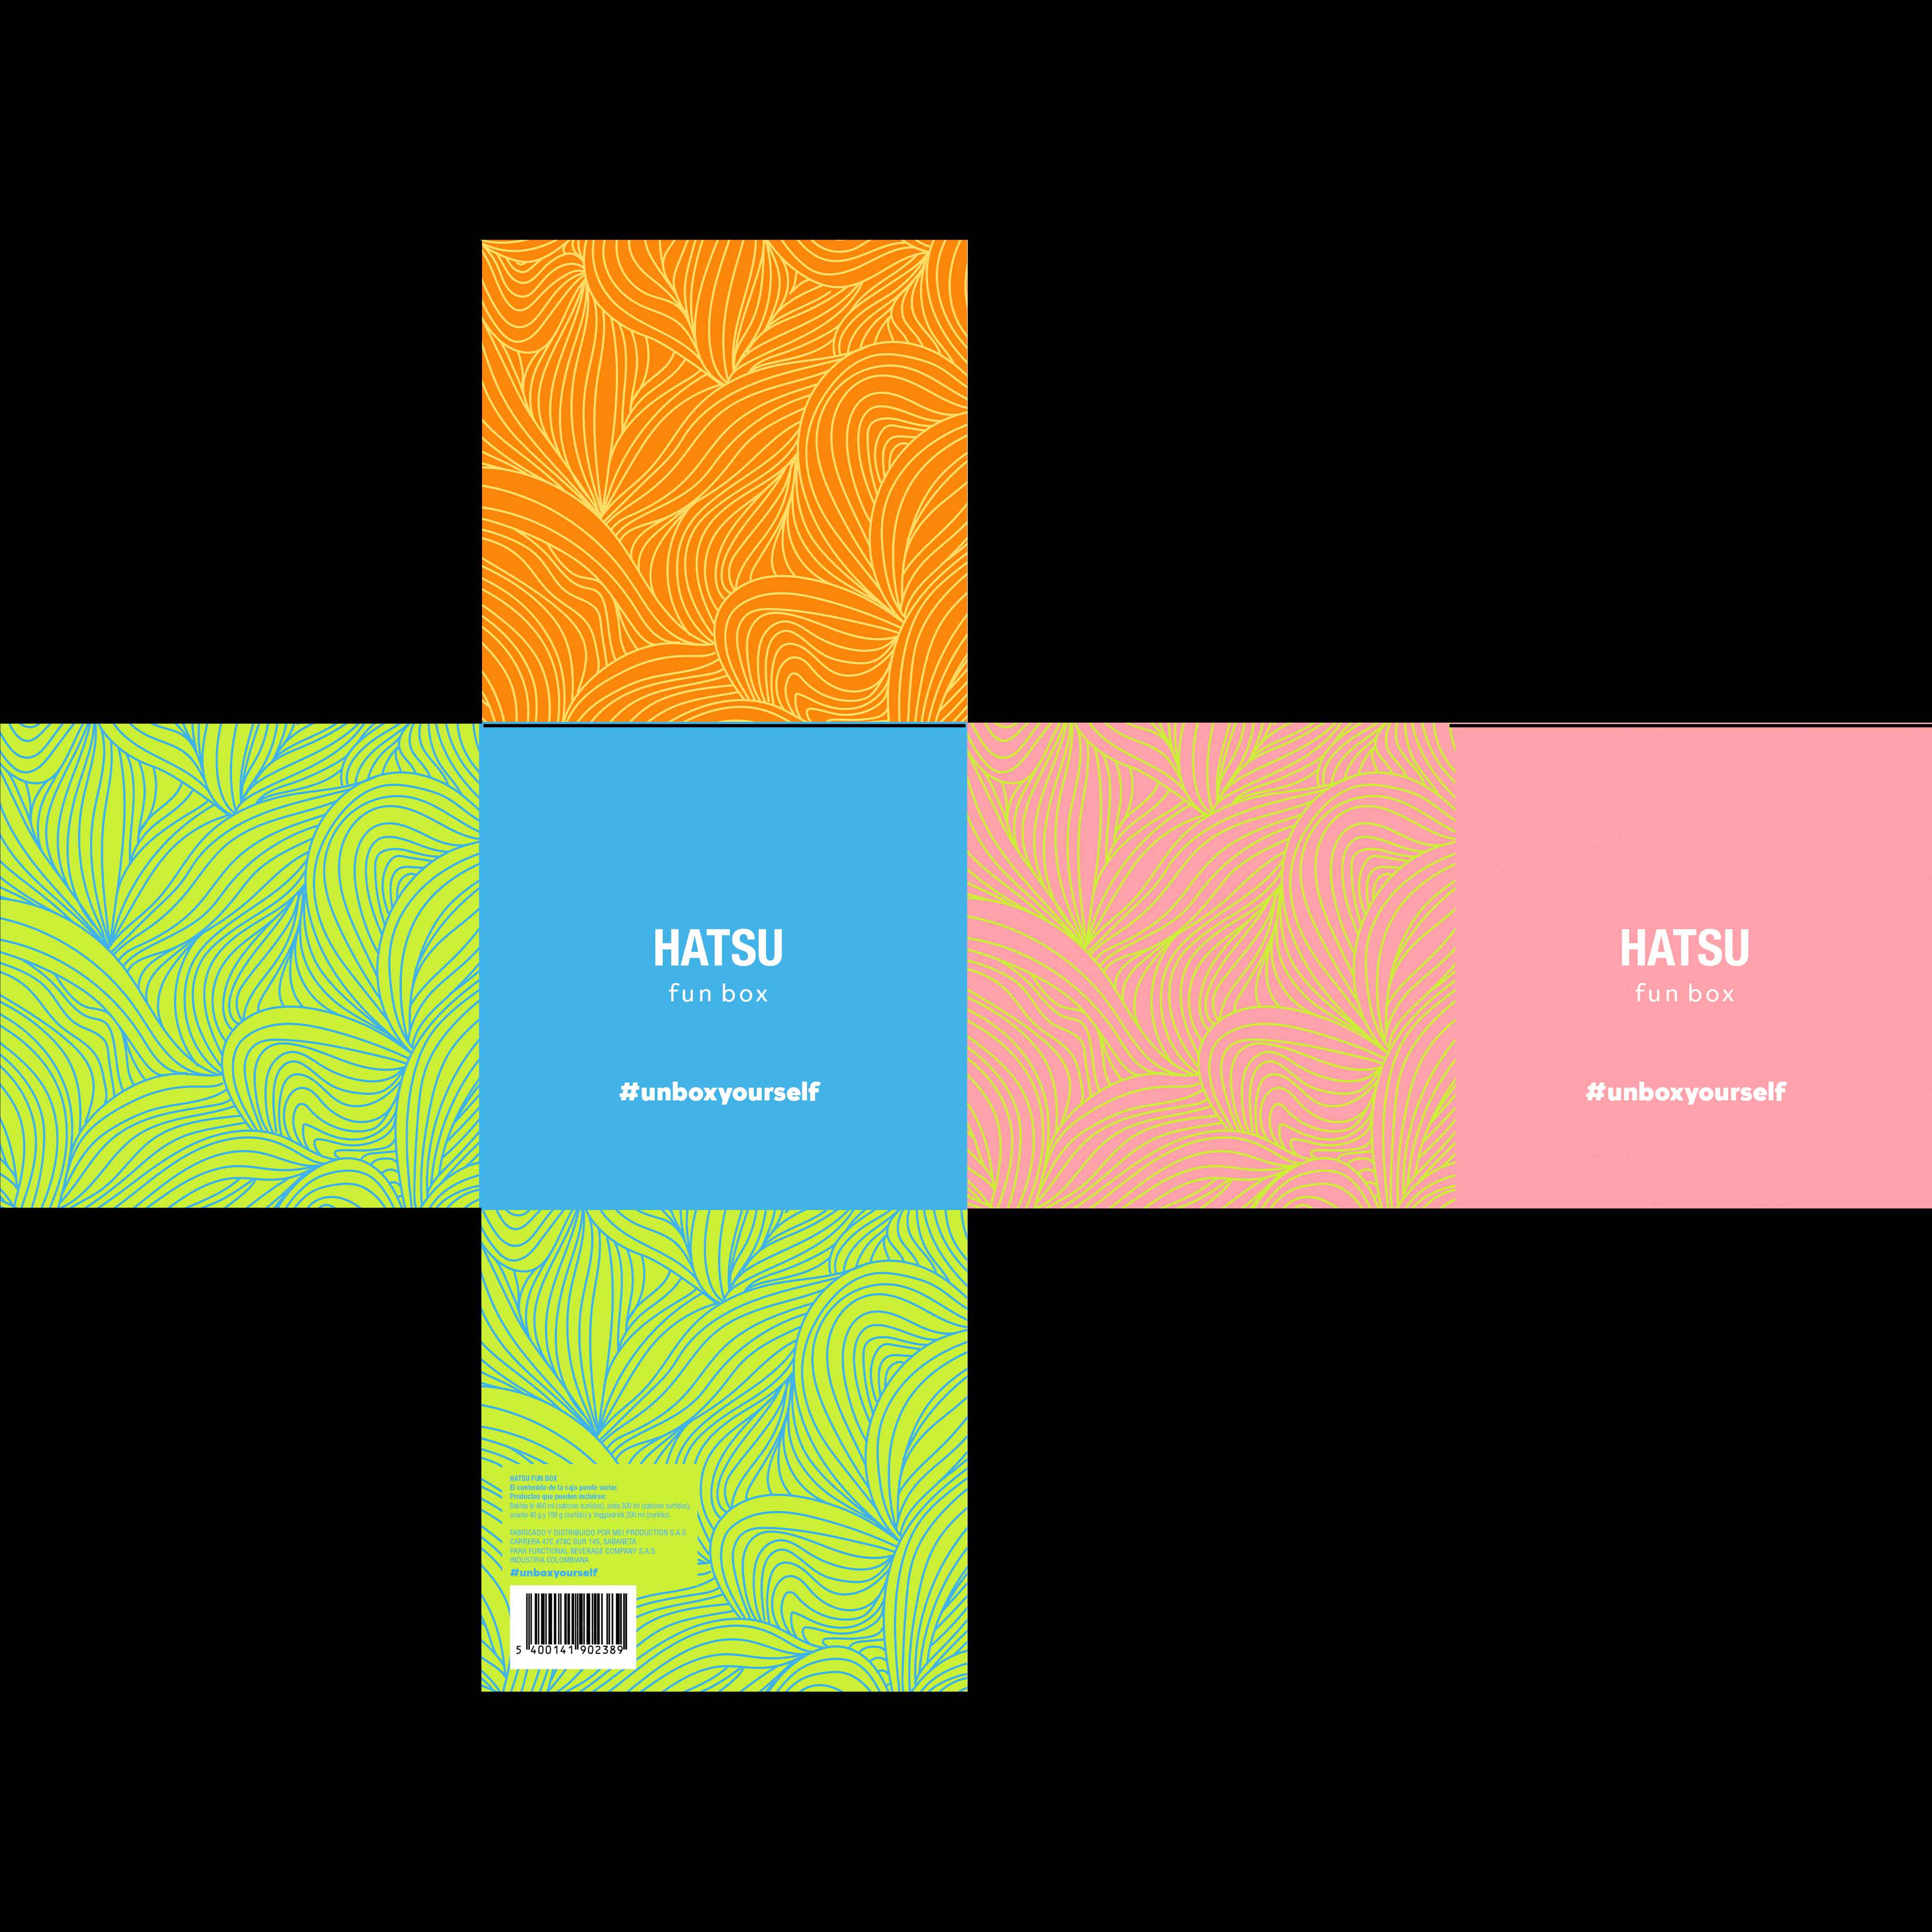 HATSU
fun box
#unboxyourself
HATSU
fun box
#unboxyourself
HATSU FUN BOX
El contenido de la caja puede variar.
Productos que pueden incluirse:
Bebida té 400 ml (sabores surtidos), soda 300 ml (sabores surtidos),
snacks 40 g y 180 g (surtido) y Veggiedrink 200 ml (surtido).
FABRICADO Y DISTRIBUIDO POR MEI PRODUCTION S.A.S
CARRERA 47C #78C SUR 145, SABANETA
PARA FUNCTIONAL BEVERAGE COMPANY S.A.S
INDUSTRIA COLOMBIANA
#unboxyourself
5 400141 902389